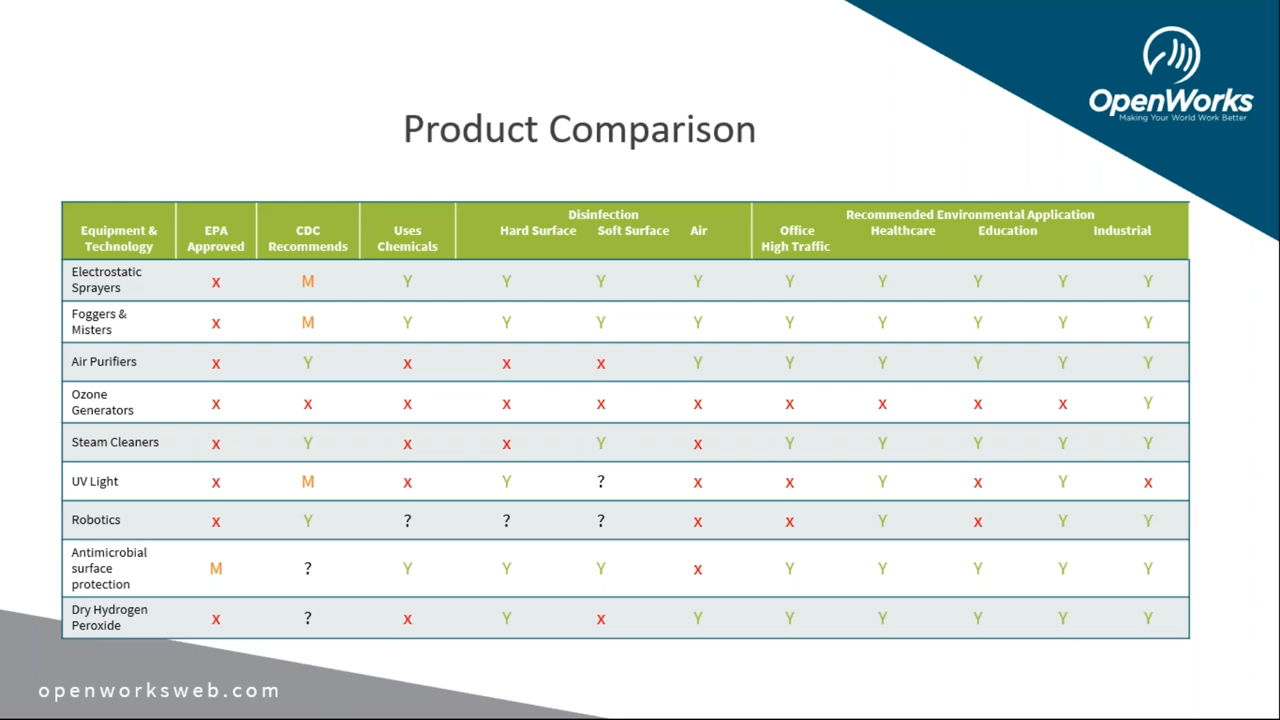 OpenWorks
Making Your World Work Better
Product Comparison
Equipment & Technology EPA Approved CDC Recommends Uses Chemicals Disinfection Hard Surface Soft Surface Air Recommended Environmental Application Office High Traffic Healthcare Education Industrial
Electrostatic Sprayers x M Y Y Y Y Y Y Y Y Y
Foggers & Misters x M Y Y Y Y Y Y Y Y Y
Air Purifiers x Y x x x Y Y Y Y Y Y
Ozone Generators x x x x x x x x x x Y
Steam Cleaners x Y x x Y x Y Y Y Y Y
UV Light x M x Y ? x x Y x Y x
Robotics x Y ? ? ? x x Y x Y Y
Antimicrobial surface protection M ? Y Y Y x Y Y Y Y Y
Dry Hydrogen Peroxide x ? x Y x Y Y Y Y Y Y
openworksweb.com